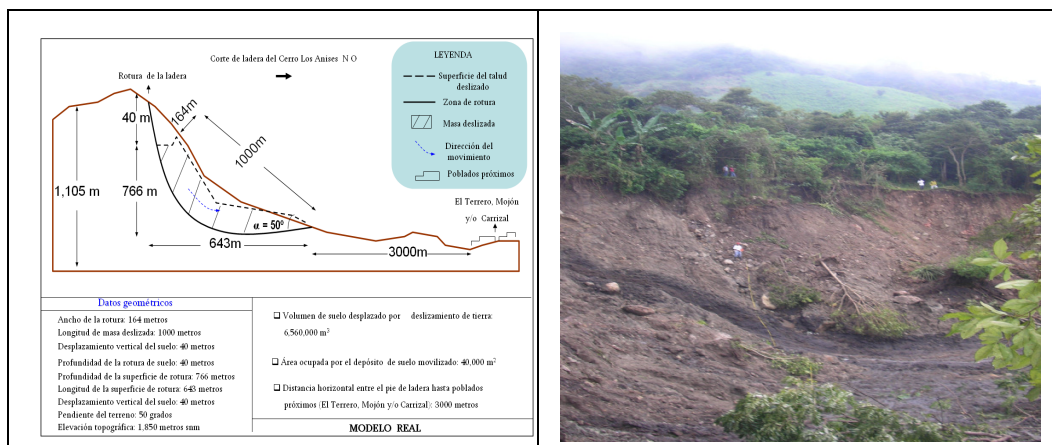 Corte de ladera del Cerro Los Anises N O
Rotura de la ladera
40 m
164m
1000m
1,105 m
766 m
α = 50º
643m
3000m
El Terrero, Mojón
y/o Carrizal
LEYENDA
Superficie del talud
deslizado
Zona de rotura
Masa deslizada
Dirección del
movimiento
Poblados próximos
Datos geométricos
Ancho de la rotura: 164 metros
Longitud de masa deslizada: 1000 metros
Desplazamiento vertical del suelo: 40 metros
Profundidad de la rotura de suelo: 40 metros
Profundidad de la superficie de rotura: 766 metros
Longitud de la superficie de rotura: 643 metros
Desplazamiento vertical del suelo: 40 metros
Pendiente del terreno: 50 grados
Elevación topográfica: 1,850 metros snm
Volumen de suelo desplazado por deslizamiento de tierra:
6,560,000 m³
Área ocupada por el depósito de suelo movilizado: 40,000 m²
Distancia horizontal entre el pie de ladera hasta poblados
próximos (El Terrero, Mojón y/o Carrizal): 3000 metros
MODELO REAL